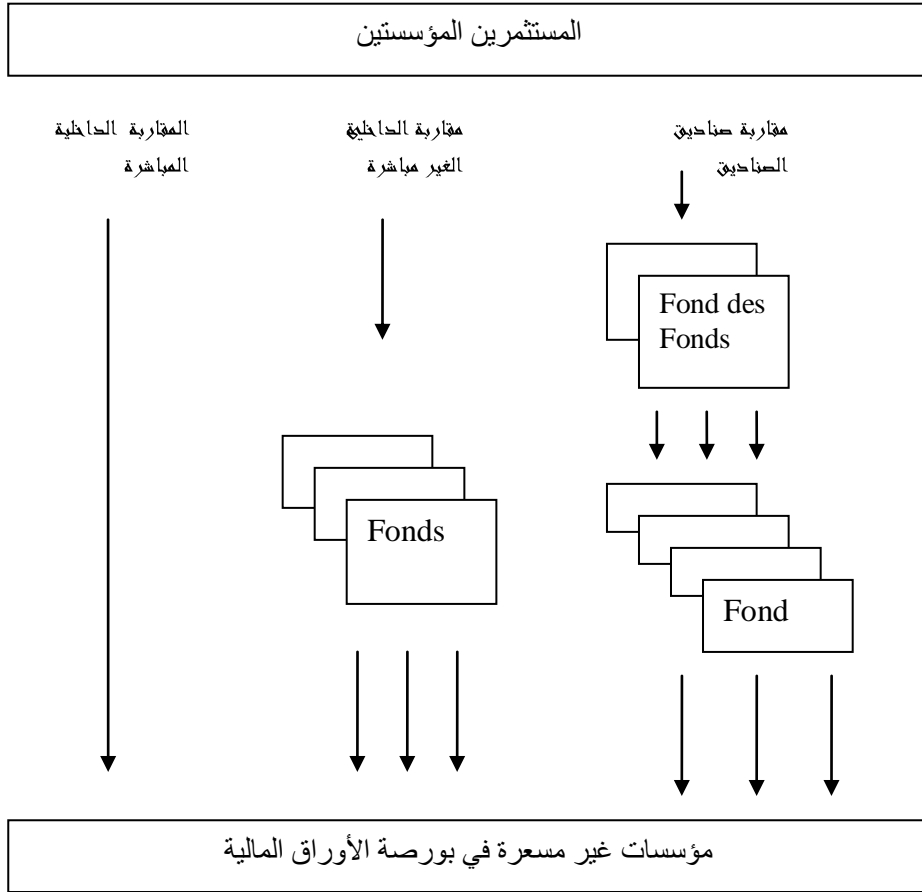 المستثمرين المؤسستين
مقاربة صناديق
الصناديق
مقاربة الداخلية
الغير مباشرة
المقاربة الداخلية
المباشرة
Fond des
Fonds
Fonds
Fond
مؤسسات غير مسعرة في بورصة الأوراق المالية